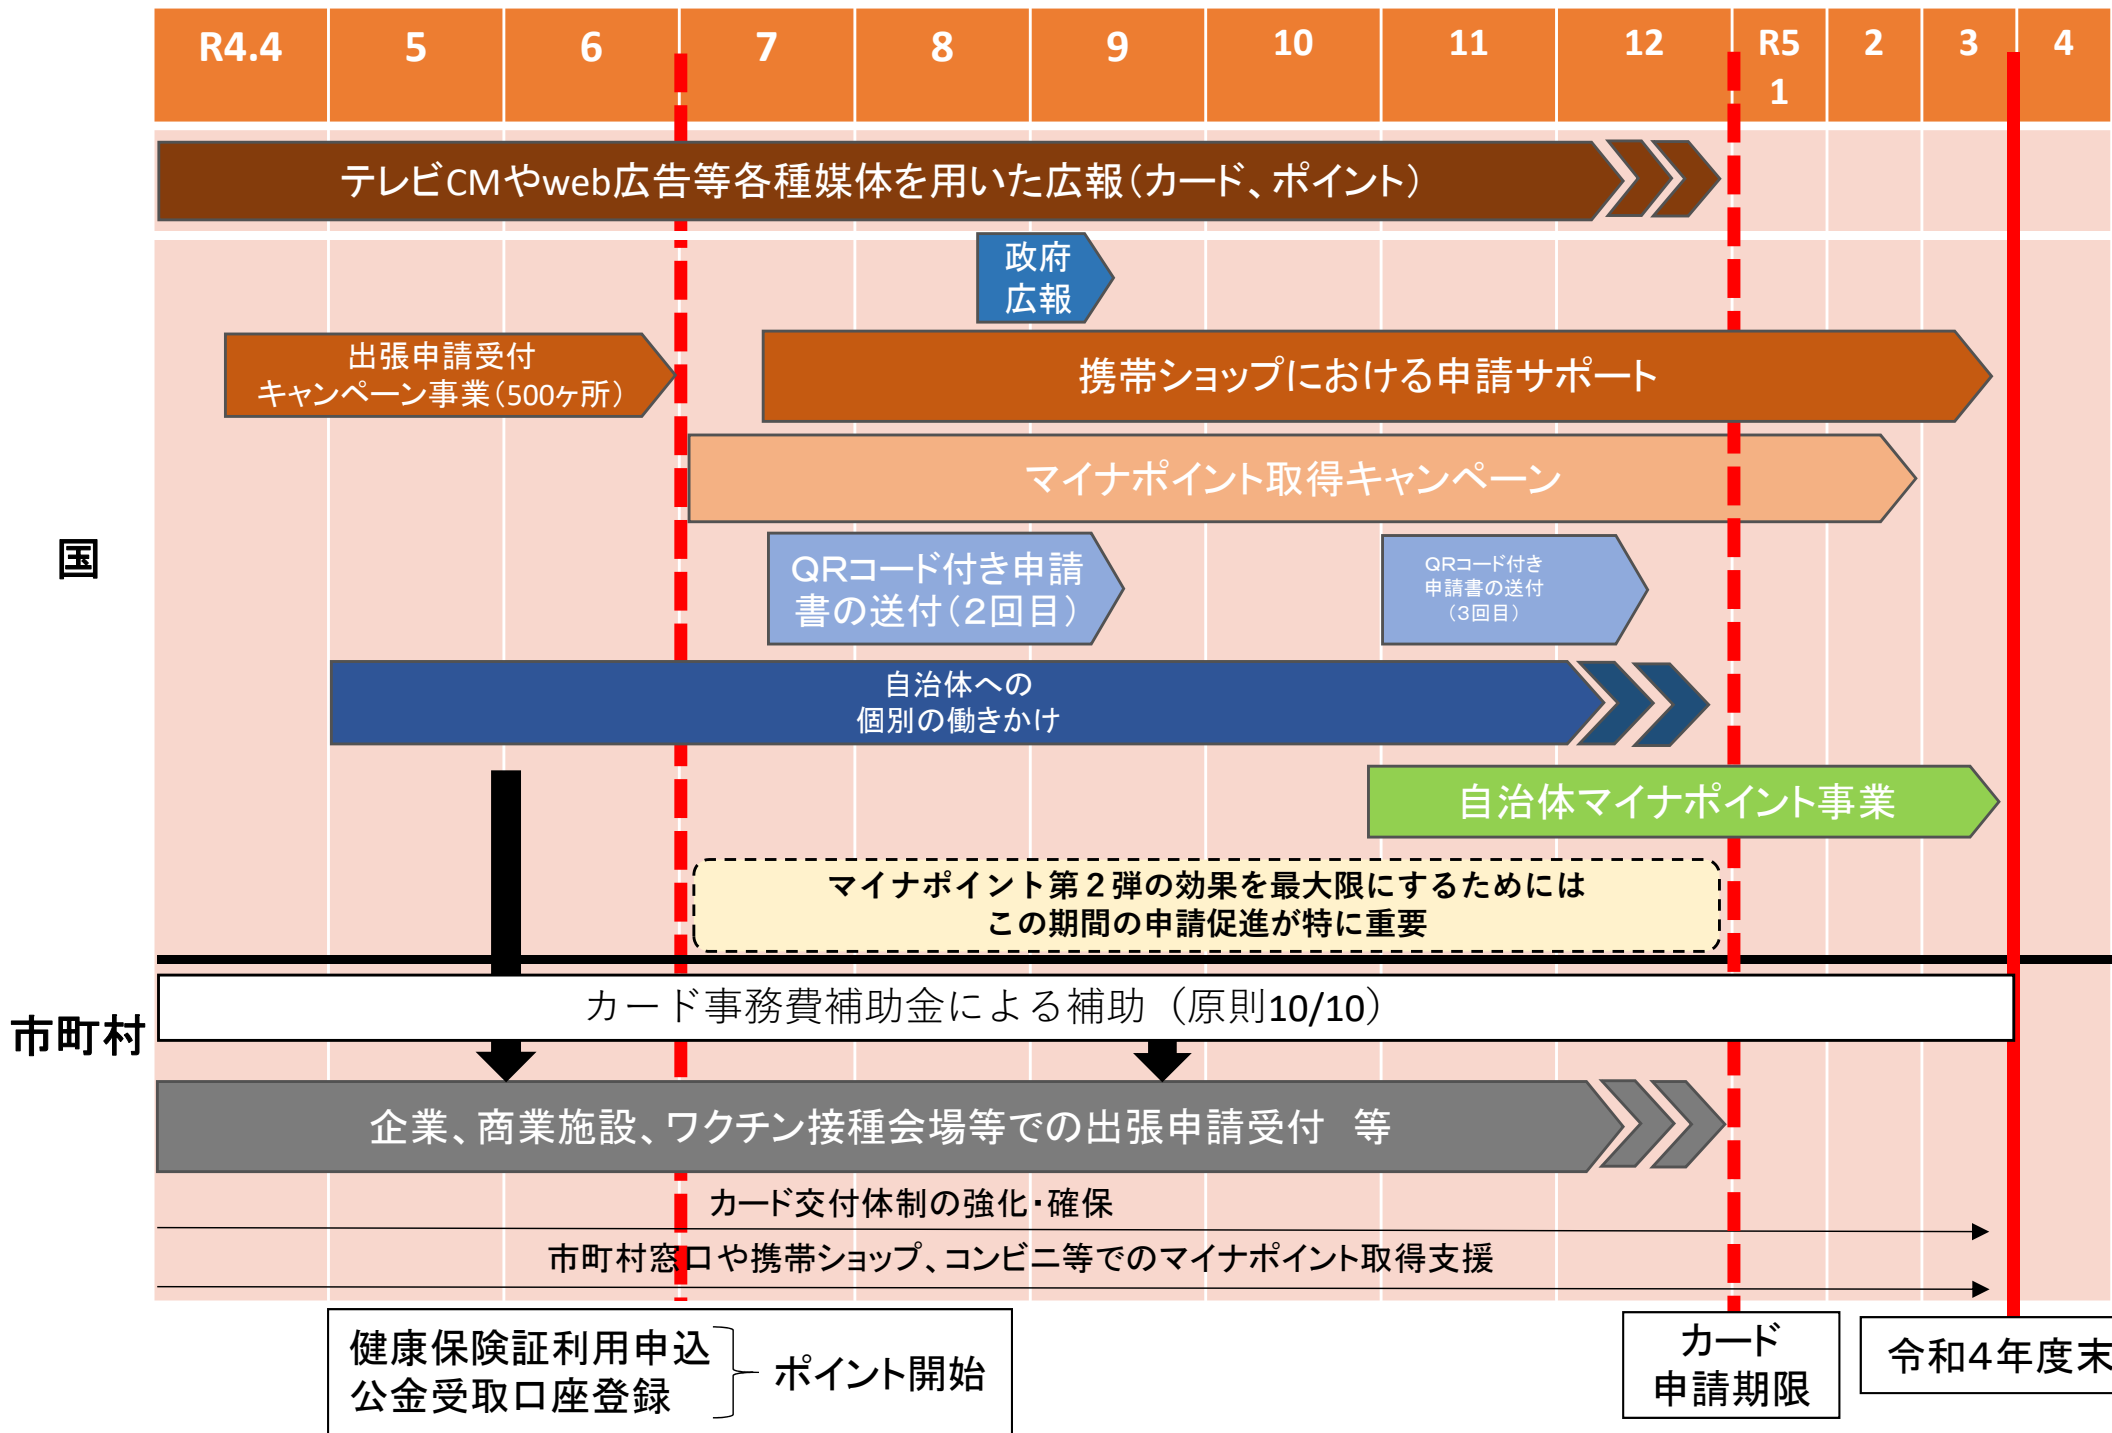 R4.4 5 6 7 8 9 10 11 12 R5 2 3 4
1
テレビCMやweb広告等各種媒体を用いた広報（カード、ポイント）
政府
広報
出張申請受付
キャンペーン事業（500ヶ所）
携帯ショップにおける申請サポート
マイナポイント取得キャンペーン
国
QRコード付き申請
書の送付（２回目）
QRコード付き
申請書の送付
（3回目）
自治体への
個別の働きかけ
自治体マイナポイント事業
マイナポイント第２弾の効果を最大限にするためには
この期間の申請促進が特に重要
市町村
カード事務費補助金による補助（原則10/10）
企業、商業施設、ワクチン接種会場等での出張申請受付　等
カード交付体制の強化・確保
市町村窓口や携帯ショップ、コンビニ等でのマイナポイント取得支援
健康保険証利用申込
公金受取口座登録
ポイント開始
カード
申請期限
令和４年度末